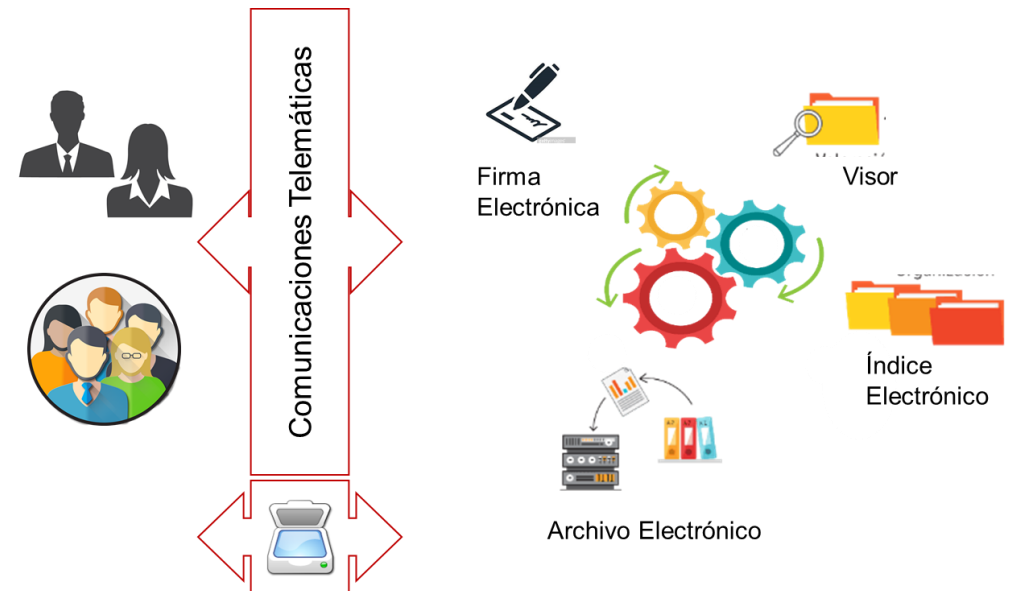 Comunicaciones Telemáticas
Firma
Electrónica
Visor
Índice
Electrónico
Archivo Electrónico